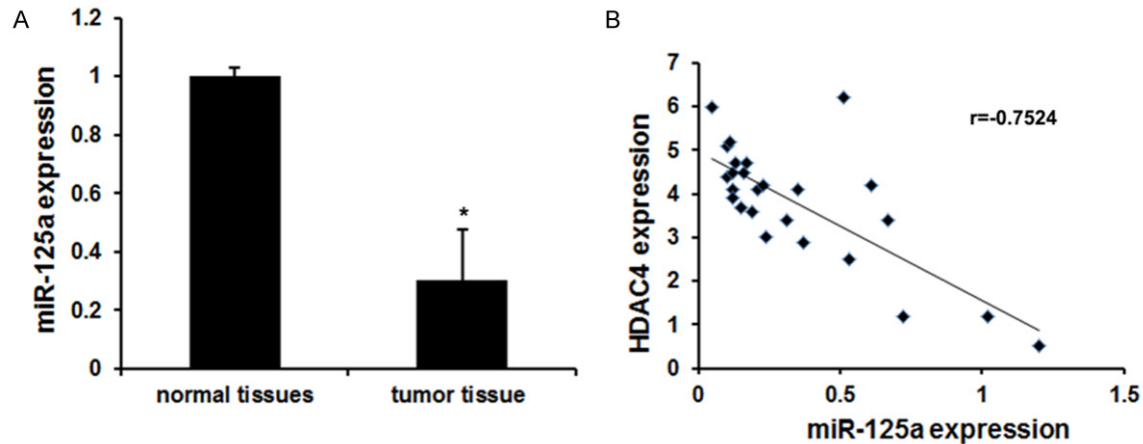 A
miR-125a expression
1.2
1
0.8
0.6
0.4
0.2
0
*
normal tissues
tumor tissue
B
HDAC4 expression
7
6
5
4
3
2
1
0
r=-0.7524
0
0.5
1
1.5
miR-125a expression